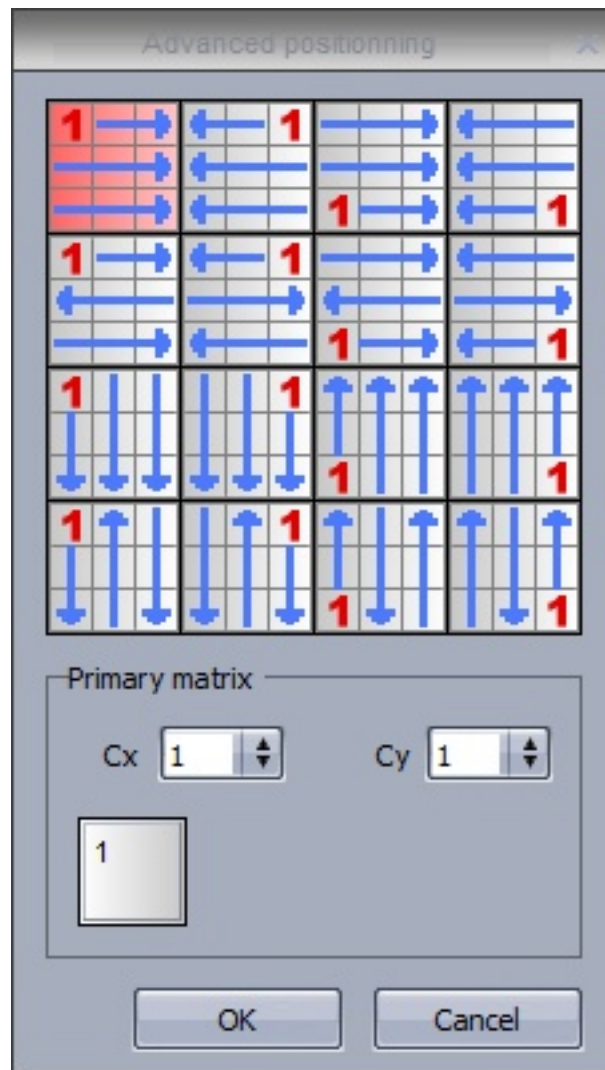 Advanced positionning
1 1 1 1
1 1 1 1
1 1 1 1
1 1 1 1
Primary matrix
Cx 1 Cy 1
1
OK Cancel